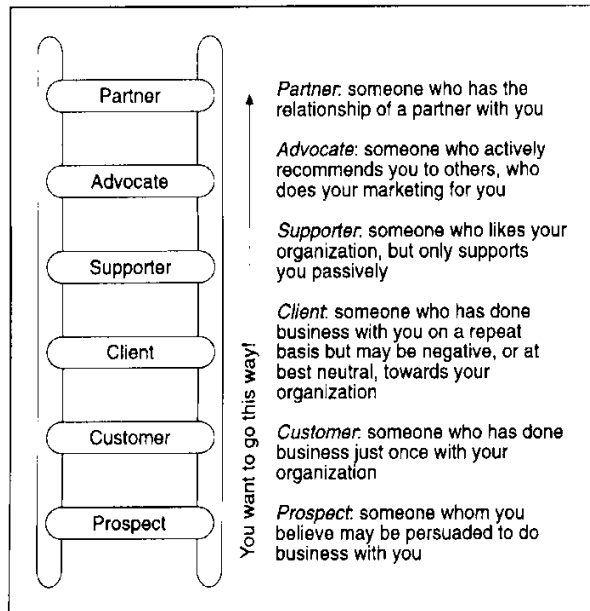 Partner
Advocate
Supporter
Client
Customer
Prospect
You want to go this way!
Partner: someone who has the
relationship of a partner with you
Advocate: someone who actively
recommends you to others, who
does your marketing for you
Supporter: someone who likes your
organization, but only supports
you passively
Client: someone who has done
business with you on a repeat
basis but may be negative, or at
best neutral, towards your
organization
Customer: someone who has done
business just once with your
organization
Prospect: someone whom you
believe may be persuaded to do
business with you